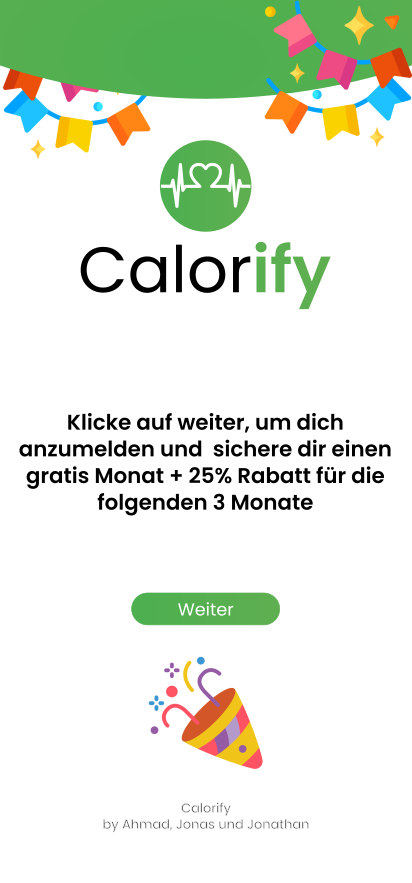 Calorify
Klicke auf weiter, um dich
anzumelden und  sichere dir einen
gratis Monat + 25% Rabatt für die
folgenden 3 Monate
Weiter
Calorify
by Ahmad, Jonas und Jonathan